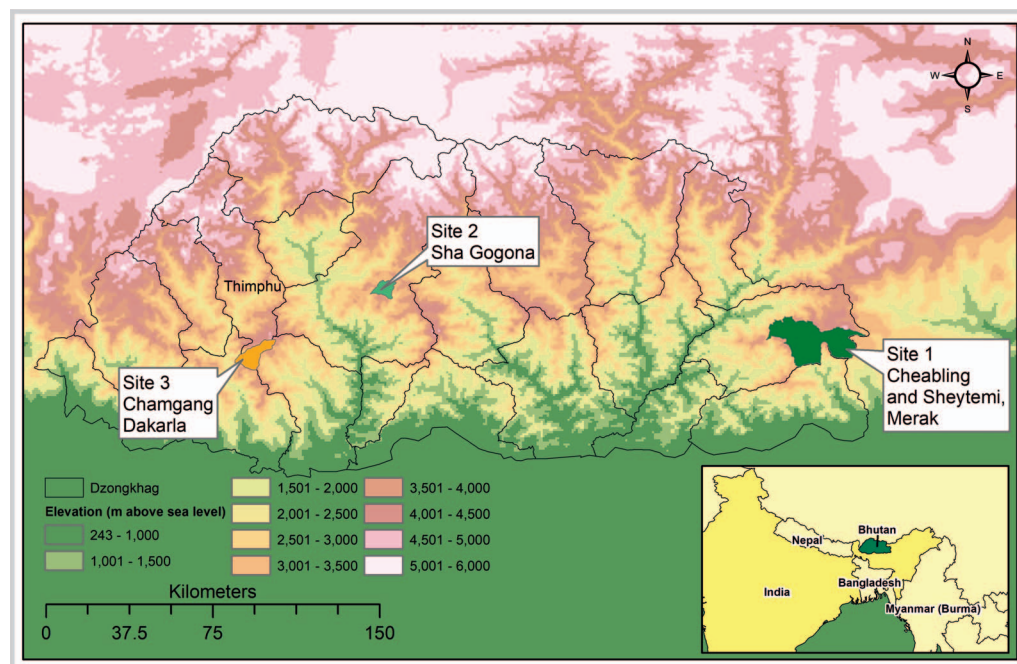 N
W E
S
Site 2
Sha Gogona
Thimphu
Site 3
Chamgang
Dakarla
Site 1
Cheabling
and Sheytemi,
Merak
Dzongkhag
Elevation (m above sea level)
243 - 1,000
1,001 - 1,500
1,501 - 2,000
2,001 - 2,500
2,501 - 3,000
3,001 - 3,500
3,501 - 4,000
4,001 - 4,500
4,501 - 5,000
5,001 - 6,000
Kilometers
0 37.5 75 150
Bhutan
Nepal
Bangladesh
India
Myanmar (Burma)